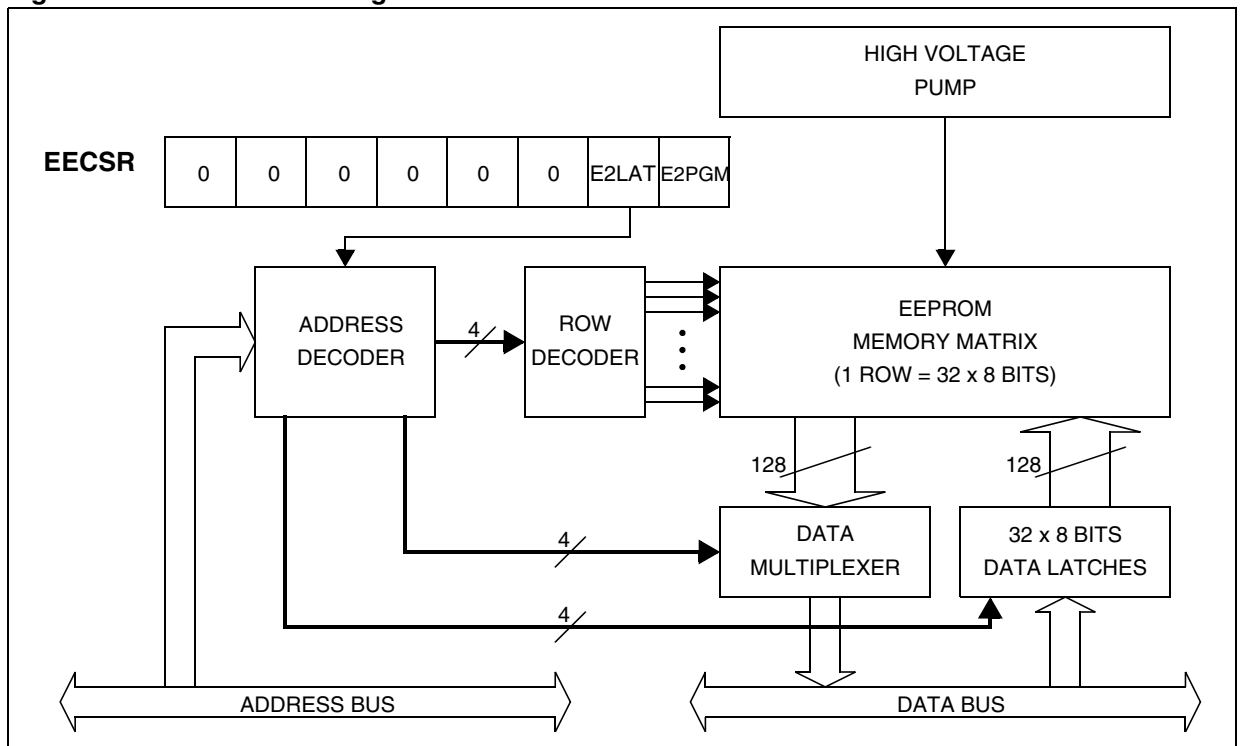 HIGH VOLTAGE
PUMP
EECSR
0 0 0 0 0 0 E2LAT E2PGM
ADDRESS
DECODER
4
ROW
DECODER
EEPROM
MEMORY MATRIX
(1 ROW = 32 x 8 BITS)
128
128
4
DATA
MULTIPLEXER
32 x 8 BITS
DATA LATCHES
4
ADDRESS BUS
DATA BUS